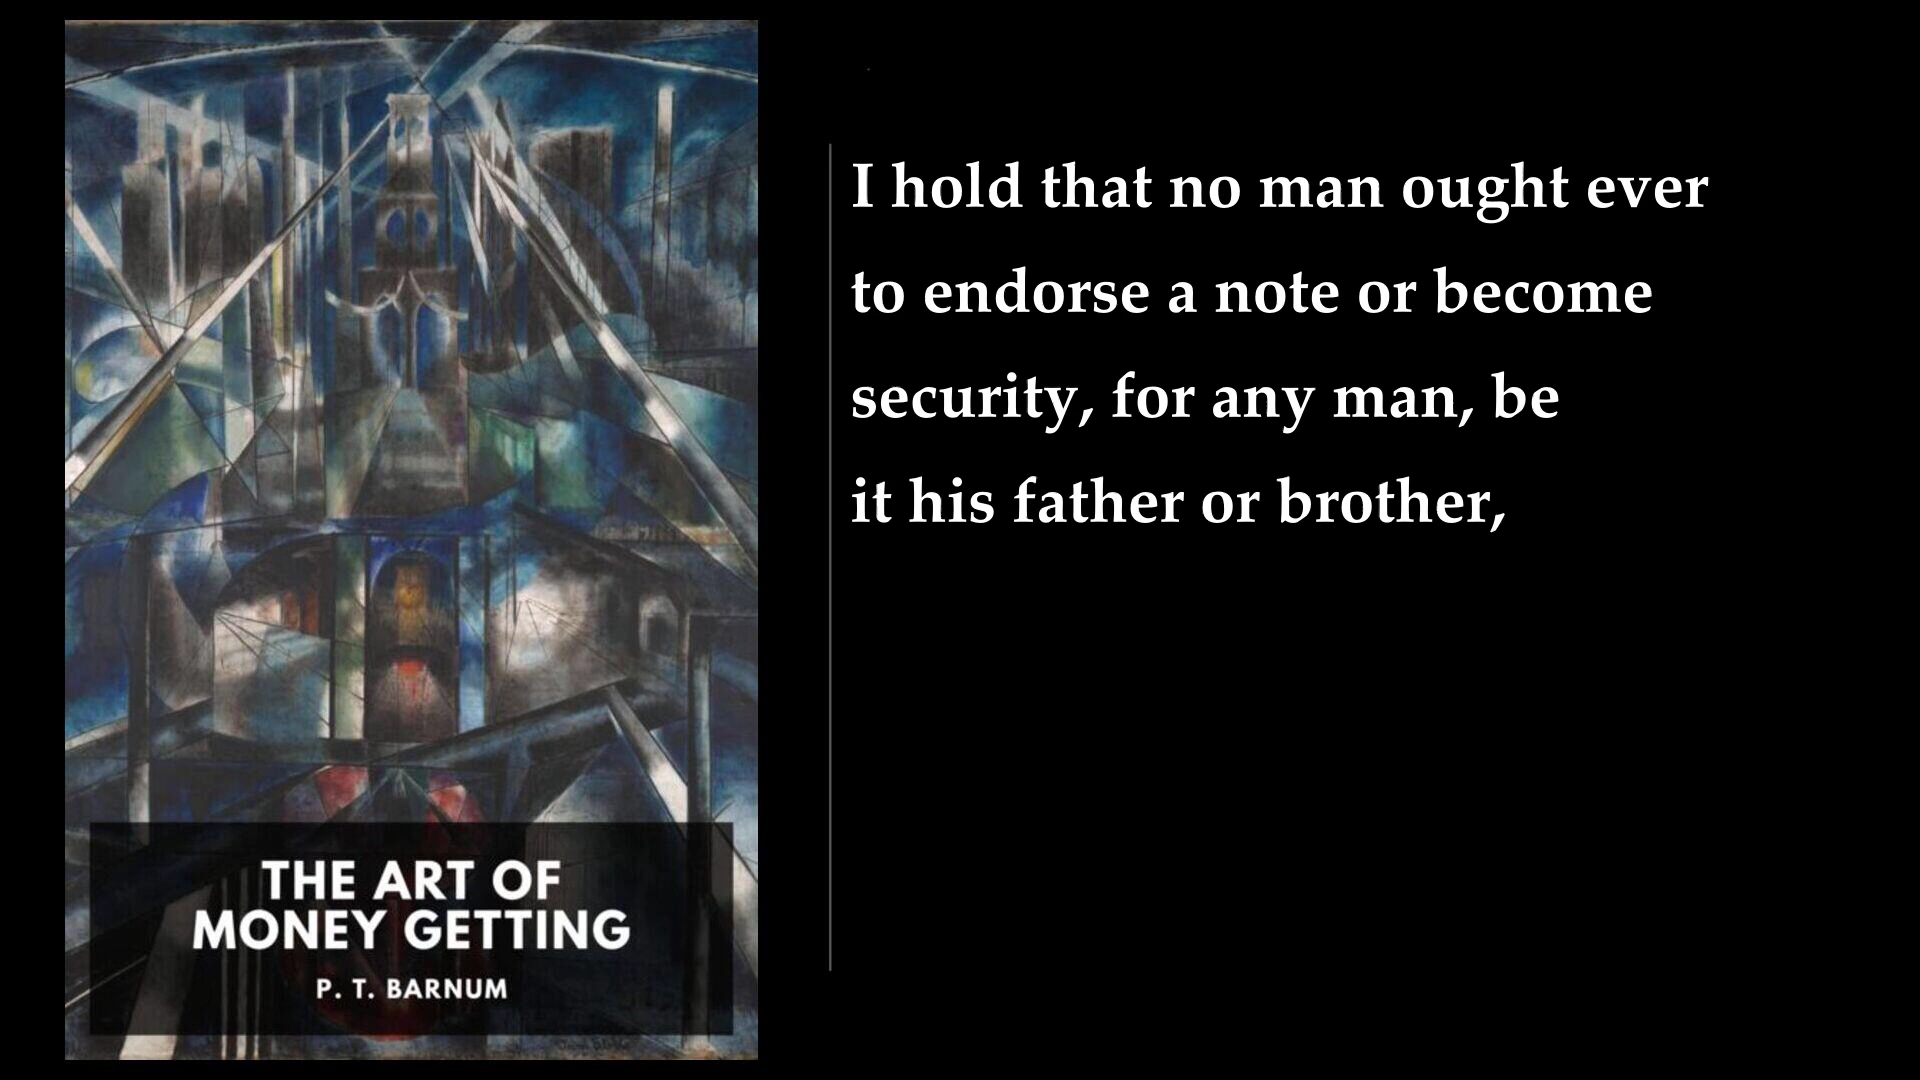 THE ART OF
MONEY GETTING
P. T. BARNUM
I hold that no man ought ever
to endorse a note or become
security, for any man, be
it his father or brother,